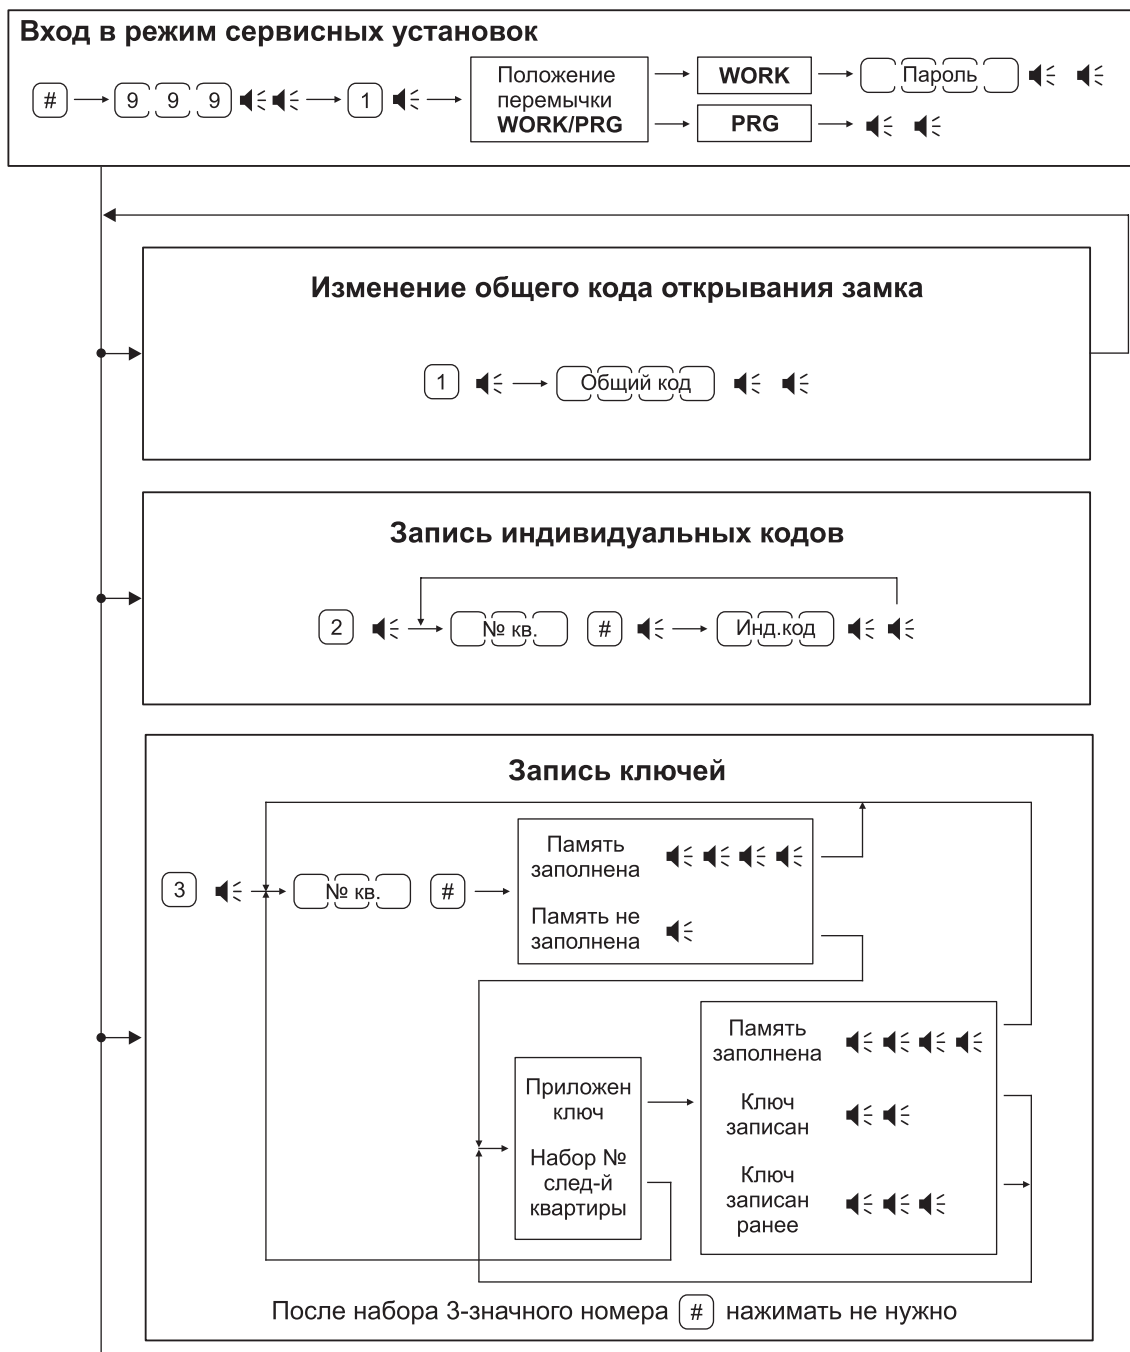 Вход в режим сервисных установок
# 9 9 9 1
Положение
перемычки
WORK/PRG
WORK
Пароль
PRG
Изменение общего кода открывания замка
1 Общий код
Запись индивидуальных кодов
2 № кв. # Инд.код
Запись ключей
3 № кв. #
Память
заполнена
Память не
заполнена
Приложен
ключ
Набор №
след-й
квартиры
Память
заполнена
Ключ
записан
Ключ
записан
ранее
После набора 3-значного номера # нажимать не нужно